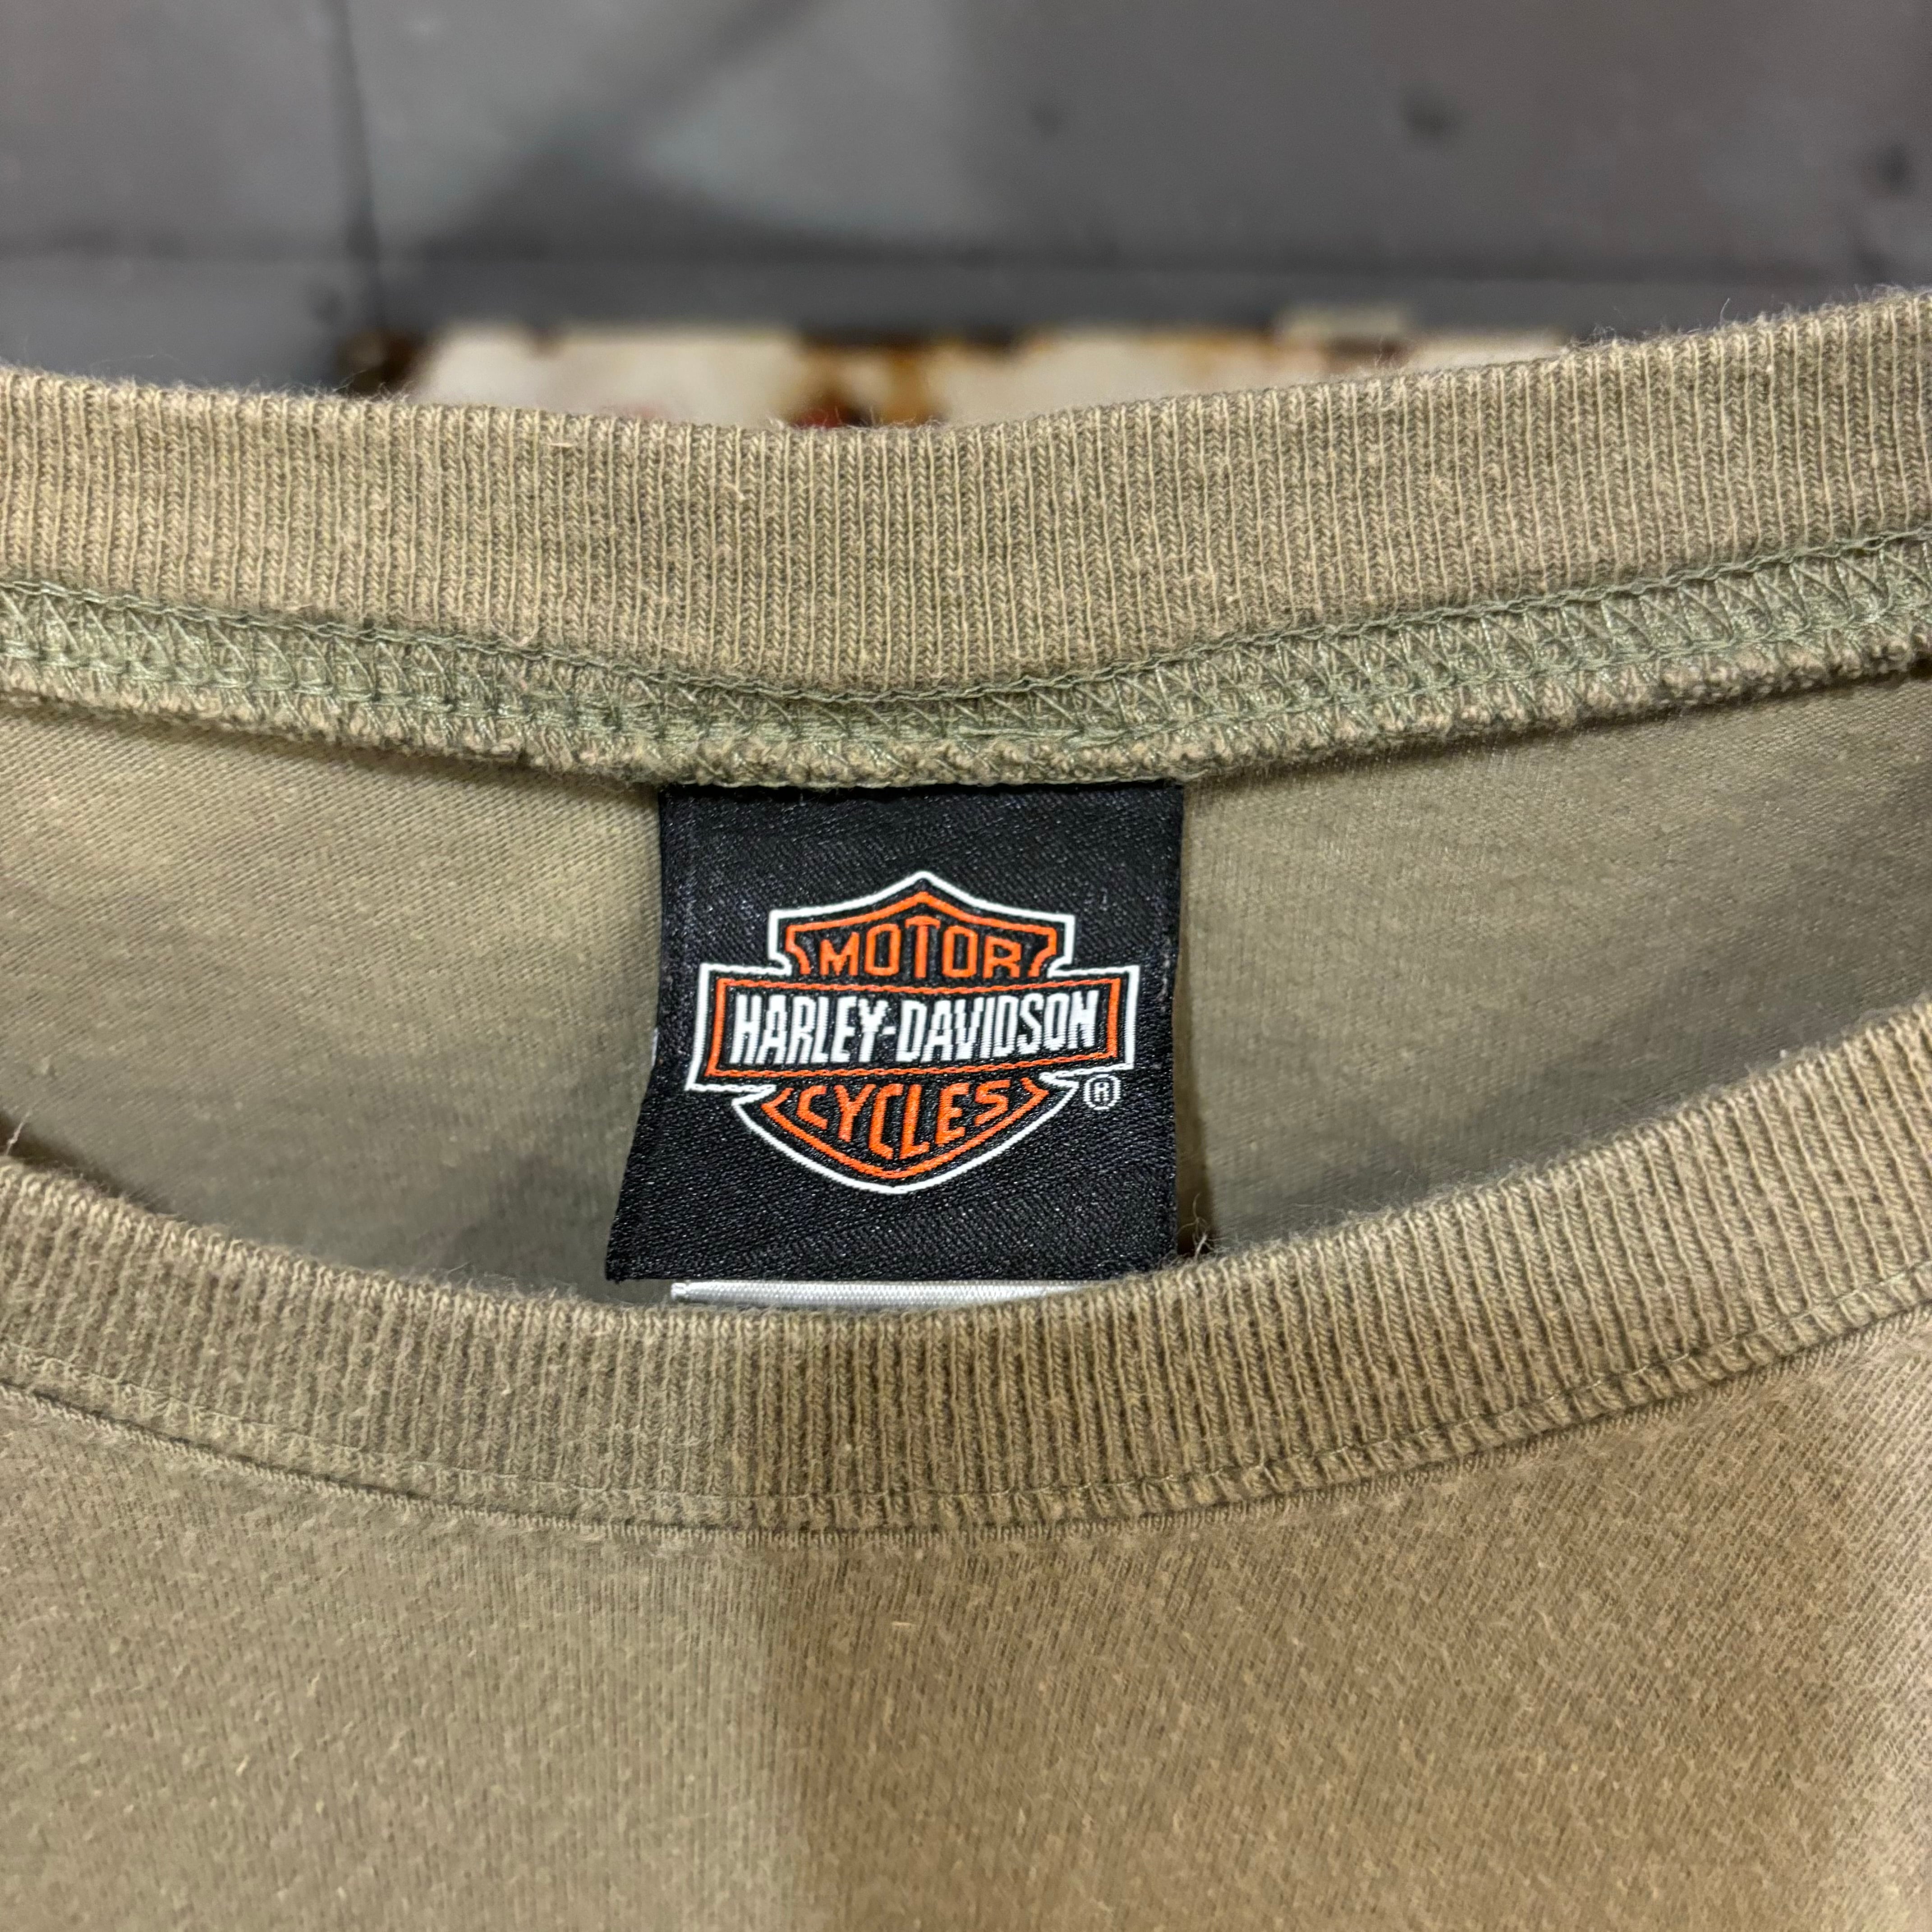 MOTOR
HARLEY-DAVIDSON
CYCLES
®